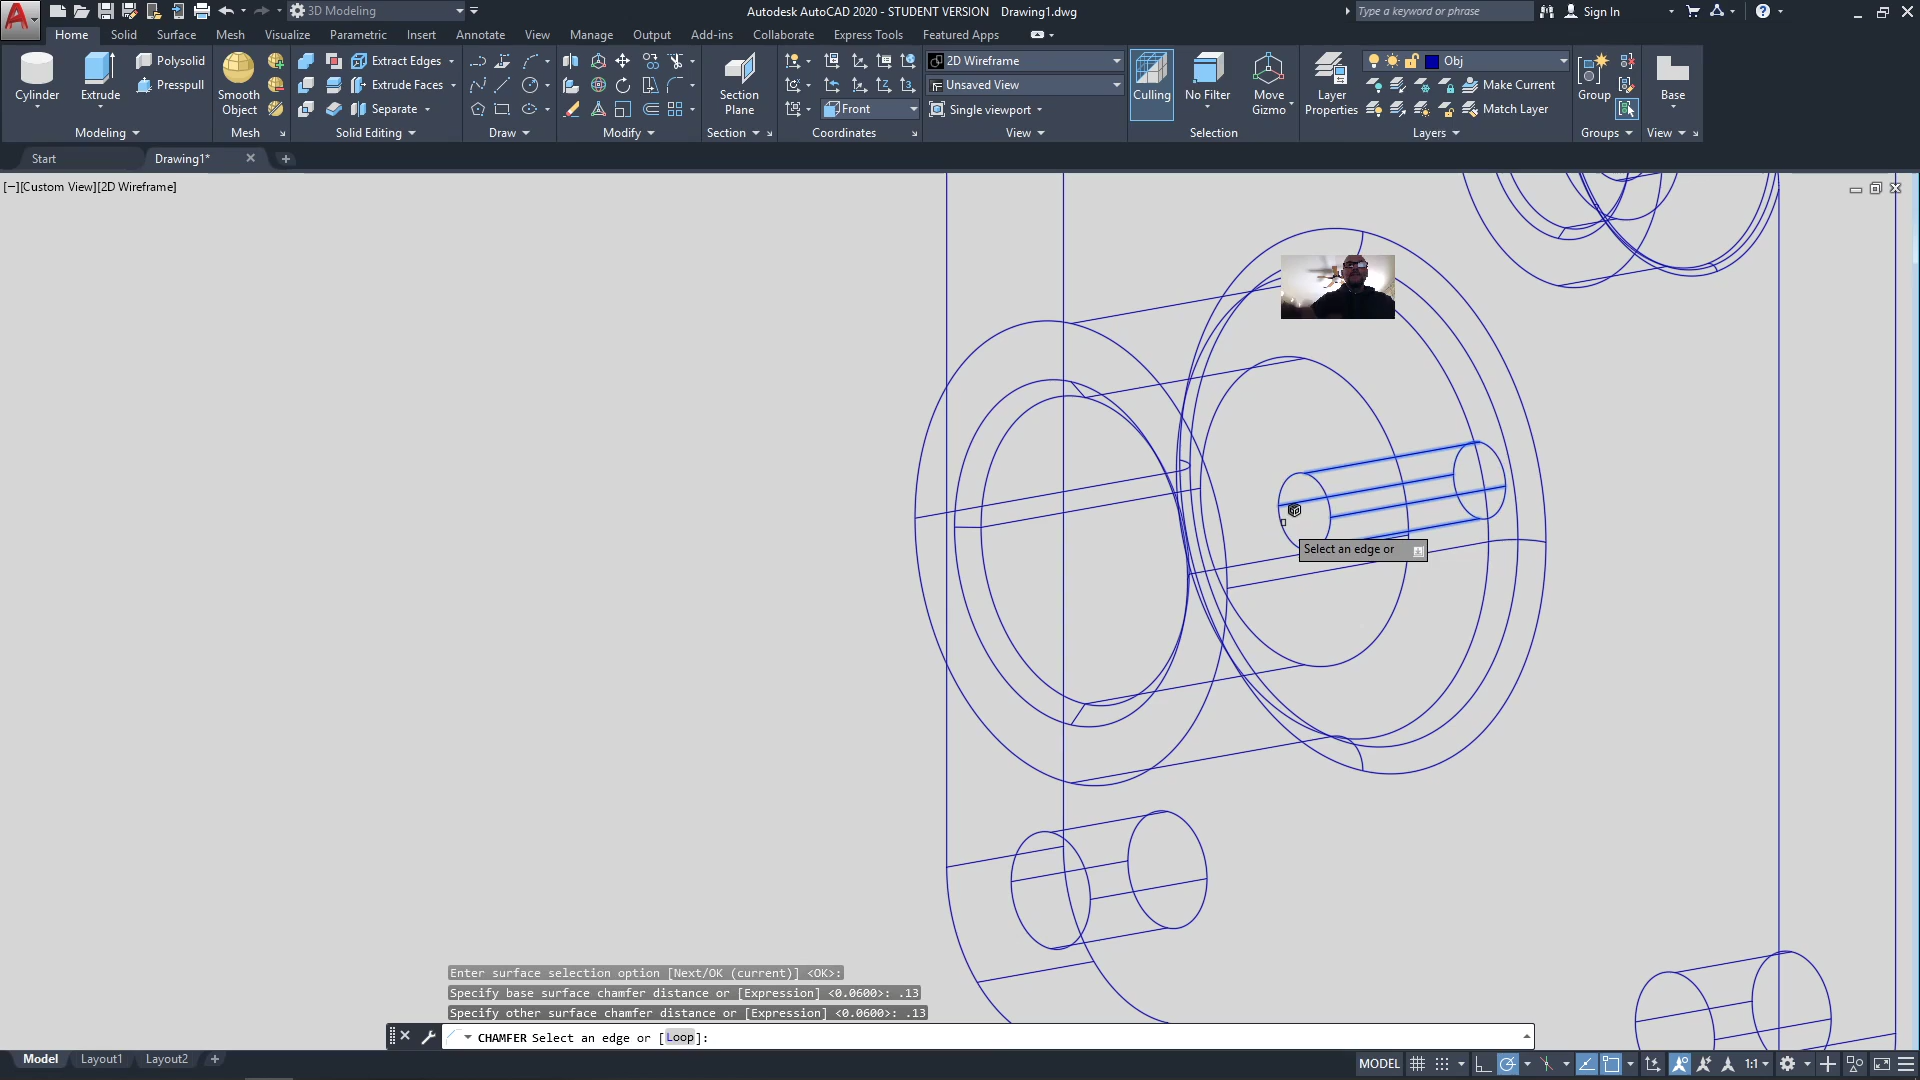 3D Modeling
Autodesk AutoCAD 2020 - STUDENT VERSION Drawing1.dwg
Type a keyword or phrase
Sign In
Home Solid Surface Mesh Visualize Parametric Insert Annotate View Manage Output Add-ins Collaborate Express Tools Featured Apps
Cylinder
Extrude
Polysolid
Presspull
Modeling
Smooth
Object
Mesh
Extract Edges
Extrude Faces
Separate
Solid Editing
Draw
Modify
Section
Plane
Section
Front
Coordinates
2D Wireframe
Unsaved View
Single viewport
View
Culling
No Filter
Move
Gizmo
Selection
Layer
Properties
Obj
Make Current
Match Layer
Layers
Group
Groups
Base
View
Start
Drawing1*
[−][Custom View][2D Wireframe]
Select an edge or
Enter surface selection option [Next/OK (current)] <OK>:
Specify base surface chamfer distance or [Expression] <0.0600>: .13
Specify other surface chamfer distance or [Expression] <0.0600>: .13
CHAMFER Select an edge or [Loop]:
Model Layout1 Layout2
MODEL
1:1